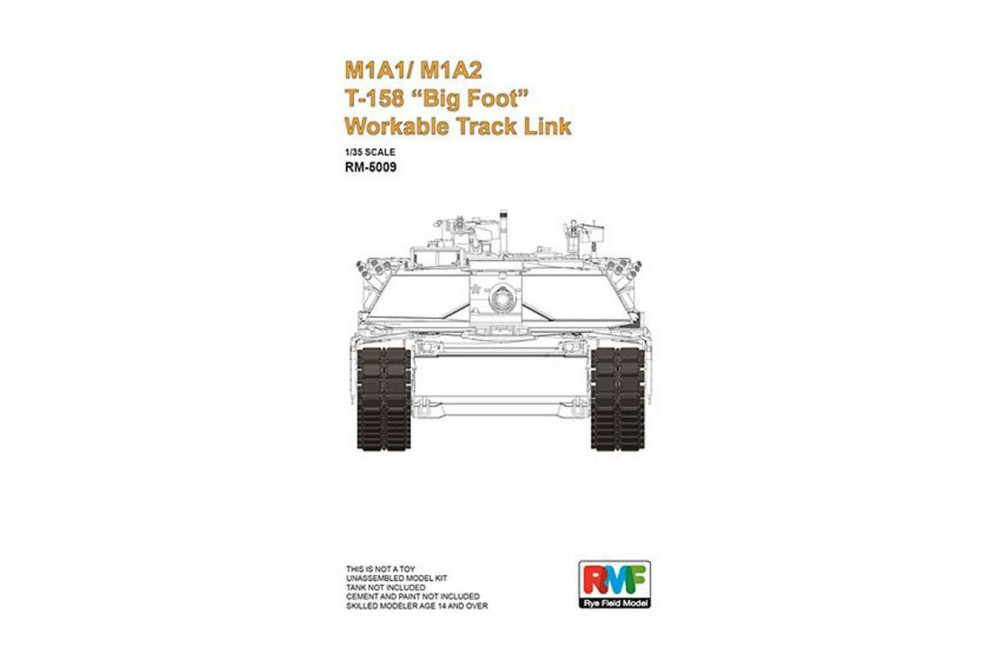 M1A1/ M1A2
T-158 “Big Foot”
Workable Track Link
1/35 SCALE
RM-5009
THIS IS NOT A TOY
UNASSEMBLED MODEL KIT
TANK NOT INCLUDED
CEMENT AND PAINT NOT INCLUDED
SKILLED MODELER AGE 14 AND OVER
RMF
Rye Field Model